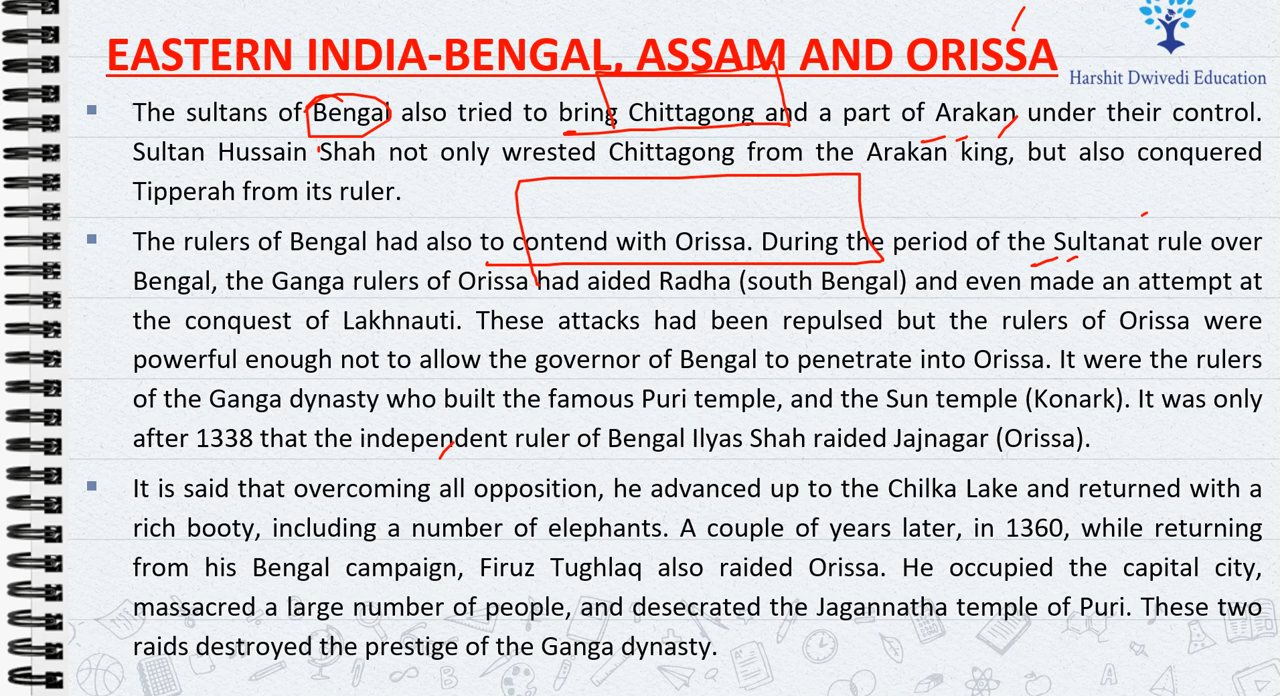 EASTERN INDIA-BENGAL, ASSAM AND ORISSA
Harshit Dwivedi Education
The sultans of Bengal also tried to bring Chittagong and a part of Arakan under their control.
Sultan Hussain Shah not only wrested Chittagong from the Arakan king, but also conquered
Tipperah from its ruler.
The rulers of Bengal had also to contend with Orissa. During the period of the Sultanat rule over
Bengal, the Ganga rulers of Orissa had aided Radha (south Bengal) and even made an attempt at
the conquest of Lakhnauti. These attacks had been repulsed but the rulers of Orissa were
powerful enough not to allow the governor of Bengal to penetrate into Orissa. It were the rulers
of the Ganga dynasty who built the famous Puri temple, and the Sun temple (Konark). It was only
after 1338 that the independent ruler of Bengal Ilyas Shah raided Jajnagar (Orissa).
It is said that overcoming all opposition, he advanced up to the Chilka Lake and returned with a
rich booty, including a number of elephants. A couple of years later, in 1360, while returning
from his Bengal campaign, Firuz Tughlaq also raided Orissa. He occupied the capital city,
massacred a large number of people, and desecrated the Jagannatha temple of Puri. These two
raids destroyed the prestige of the Ganga dynasty.